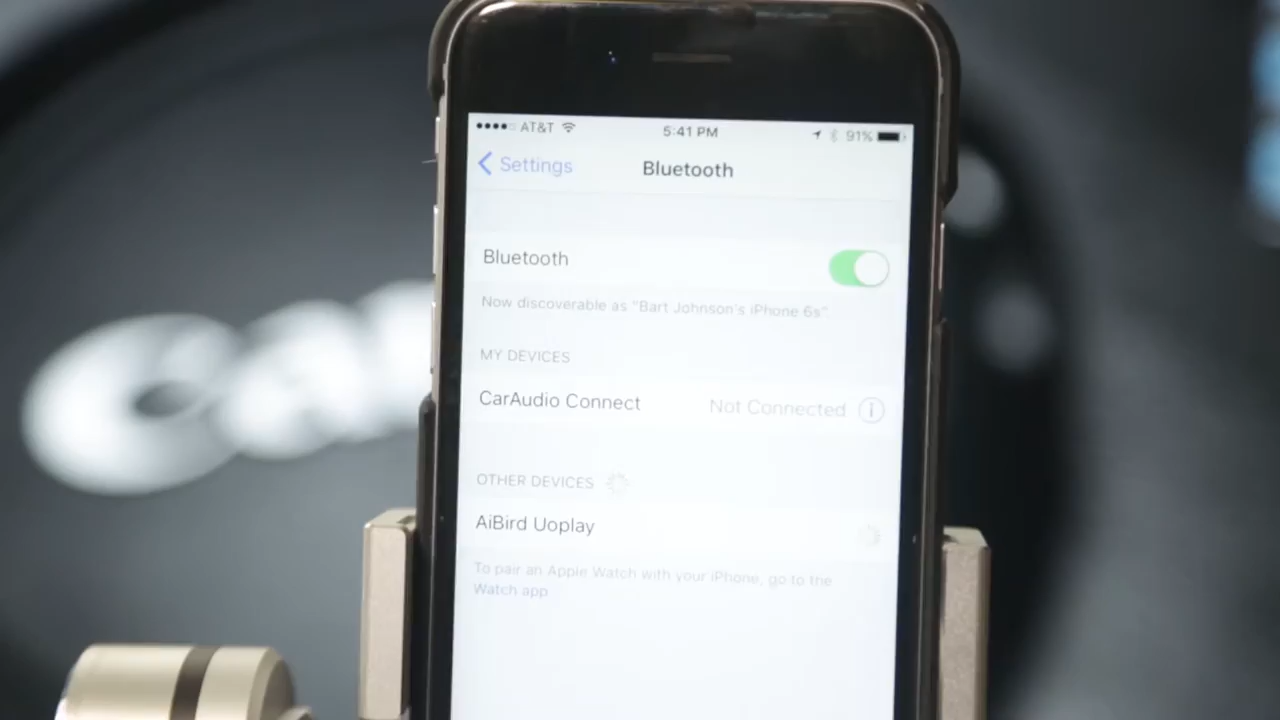 AT&T 5:41 PM 91%
Settings Bluetooth
Bluetooth
Now discoverable as "Bart Johnson's iPhone 6s".
MY DEVICES
CarAudio Connect Not Connected
OTHER DEVICES
AiBird Uoplay
To pair an Apple Watch with your iPhone, go to the
Watch app